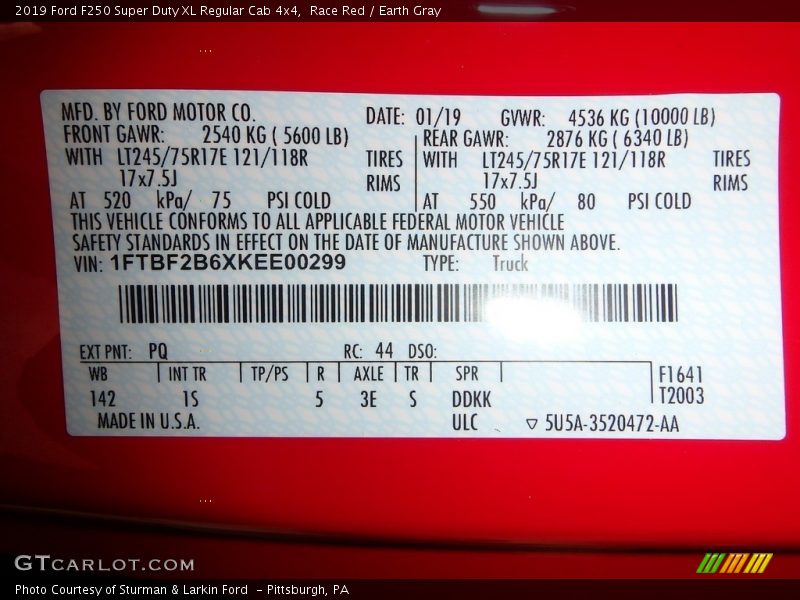 2019 Ford F250 Super Duty XL Regular Cab 4x4,  Race Red / Earth Gray
MFD. BY FORD MOTOR CO. DATE: 01/19 GVWR: 4536 KG (10000 LB)
FRONT GAWR: 2540 KG ( 5600 LB) REAR GAWR: 2876 KG ( 6340 LB)
WITH LT245/75R17E 121/118R TIRES WITH LT245/75R17E 121/118R TIRES
17x7.5J RIMS 17x7.5J RIMS
AT 520 kPa/ 75 PSI COLD AT 550 kPa/ 80 PSI COLD
THIS VEHICLE CONFORMS TO ALL APPLICABLE FEDERAL MOTOR VEHICLE
SAFETY STANDARDS IN EFFECT ON THE DATE OF MANUFACTURE SHOWN ABOVE.
VIN: 1FTBF2B6XKEE00299 TYPE: Truck
EXT PNT: PQ RC: 44 DSO:
WB INT TR TP/PS R AXLE TR SPR F1641
142 1S 5 3E S DDKK T2003
MADE IN U.S.A. ULC ▽ 5U5A-3520472-AA
GTCARLOT.COM
Photo Courtesy of Sturman & Larkin Ford  - Pittsburgh, PA